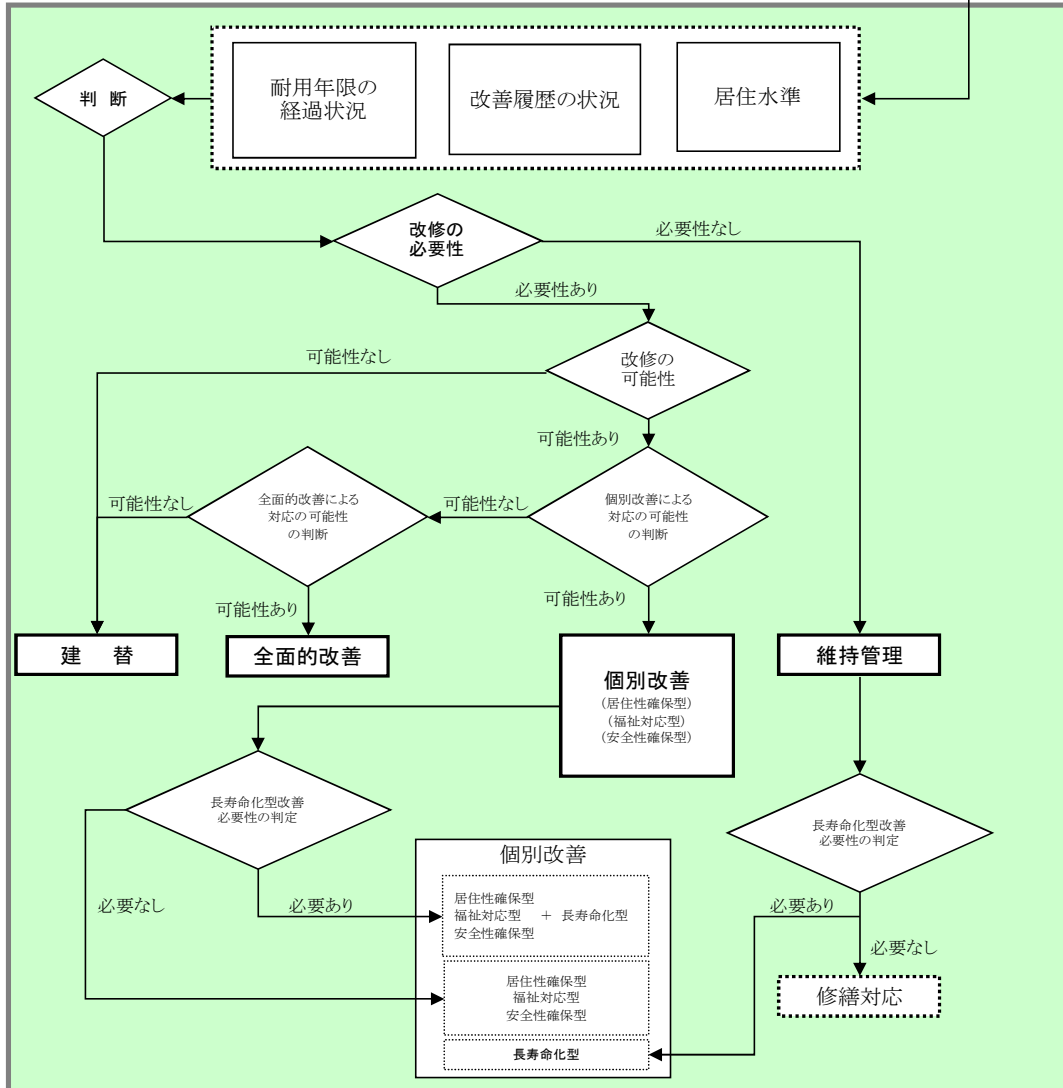 耐用年限の
経過状況
改善履歴の状況
居住水準
判 断
改修の
必要性
必要性なし
必要性あり
改修の
可能性
可能性なし
可能性あり
個別改善による
対応の可能性
の判断
可能性なし
全面的改善による
対応の可能性
の判断
可能性なし
可能性あり
可能性あり
建 替
全面的改善
個別改善
(居住性確保型)
(福祉対応型)
(安全性確保型)
維持管理
長寿命化型改善
必要性の判定
長寿命化型改善
必要性の判定
必要なし
必要あり
個別改善
居住性確保型
福祉対応型 + 長寿命化型
安全性確保型
居住性確保型
福祉対応型
安全性確保型
長寿命化型
必要あり
必要なし
修繕対応